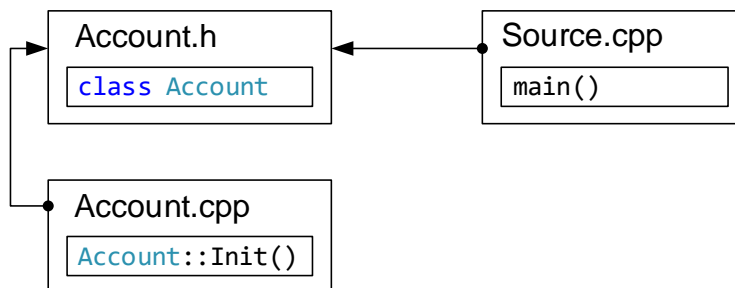 Account.h
class Account
Source.cpp
main()
Account.cpp
Account::Init()